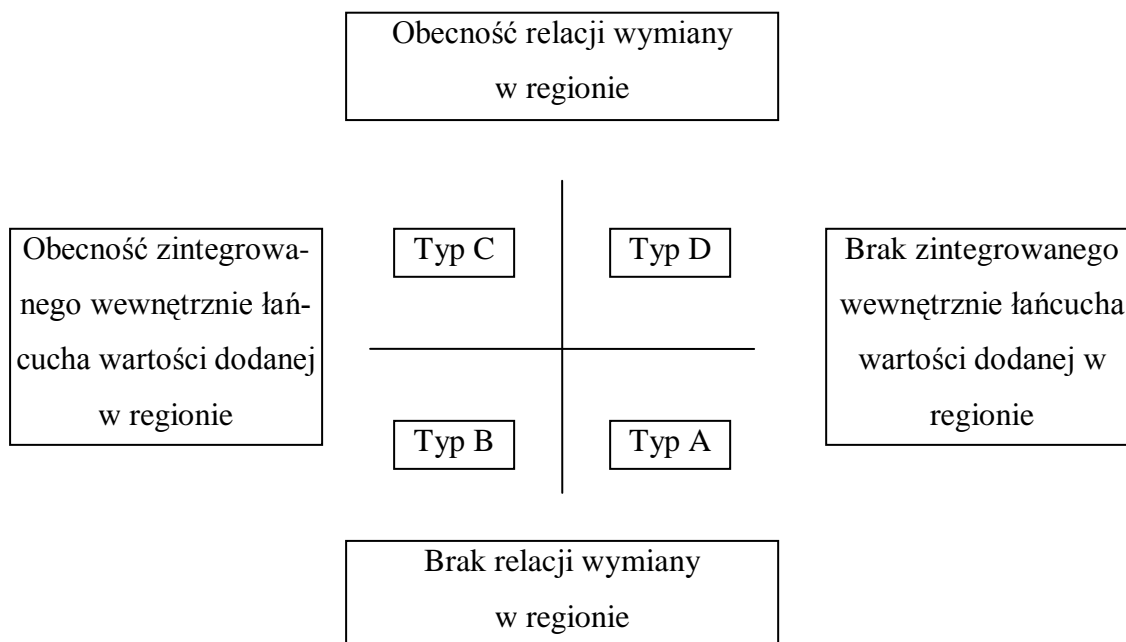 Obecność relacji wymiany
w regionie
Typ C
Typ D
Obecność zintegrowa-
nego wewnętrznie łań-
cucha wartości dodanej
w regionie
Brak zintegrowanego
wewnętrznie łańcucha
wartości dodanej w
regionie
Typ B
Typ A
Brak relacji wymiany
w regionie